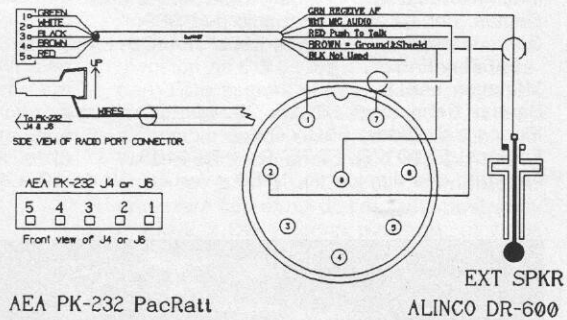 1 GREEN
2 WHITE
3 BLACK
4 BROWN
5 RED
GRN RECEIVE AF
WHT MIC AUDIO
RED Push To Talk
BROWN = Ground&Shield
BLK Not Used
UP
WIRES
To PK-232
J4 & J6
SIDE VIEW OF RADIO PORT CONNECTOR.
AEA PK-232 J4 or J6
5 4 3 2 1
Front view of J4 or J6
1
7
2
8
6
3
5
4
EXT SPKR
AEA PK-232 PacRatt
ALINCO DR-600